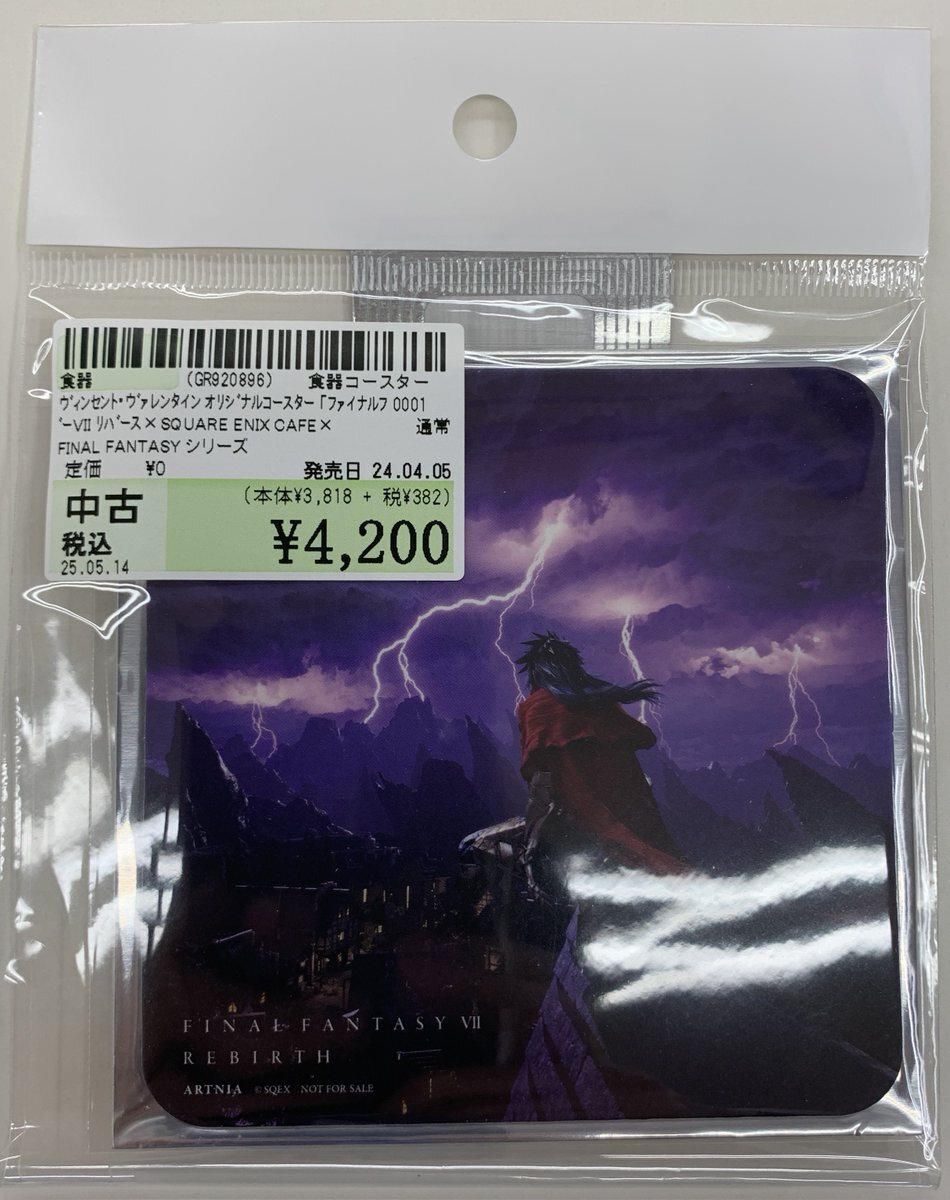 食器 (GR920896) 食器コースター
ヴィンセント・ヴァレンタイン オリジナルコースター 「ファイナルフ 0001
ーVII リバース×SQUARE ENIX CAFE× 通常
FINAL FANTASY シリーズ
定価 ¥0 発売日 24.04.05
中古 (本体¥3,818 + 税¥382)
税込 ¥4,200
25.05.14
FINAL FANTASY VII
REBIRTH
ARTNIA © SQEX NOT FOR SALE